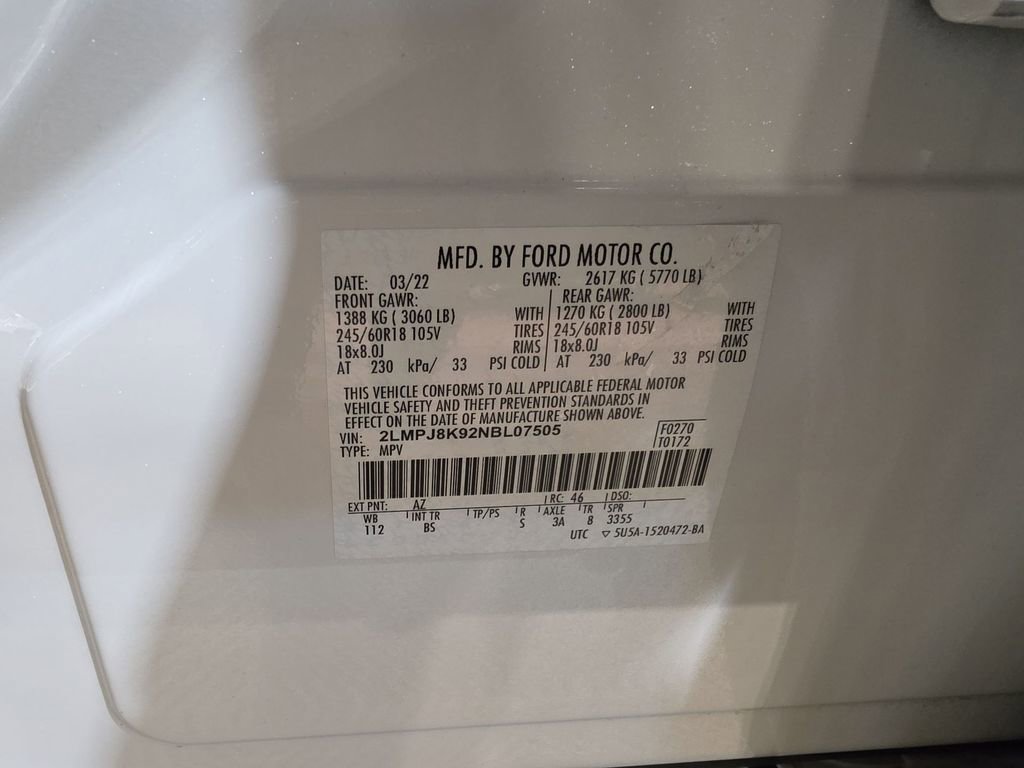 MFD. BY FORD MOTOR CO.
DATE: 03/22 GVWR: 2617 KG ( 5770 LB)
FRONT GAWR: REAR GAWR:
1388 KG ( 3060 LB) WITH 1270 KG ( 2800 LB) WITH
245/60R18 105V TIRES 245/60R18 105V TIRES
18x8.0J RIMS 18x8.0J RIMS
AT 230 kPa/ 33 PSI COLD AT 230 kPa/ 33 PSI COLD
THIS VEHICLE CONFORMS TO ALL APPLICABLE FEDERAL MOTOR
VEHICLE SAFETY AND THEFT PREVENTION STANDARDS IN
EFFECT ON THE DATE OF MANUFACTURE SHOWN ABOVE.
VIN: 2LMPJ8K92NBL07505 F0270
TYPE: MPV T0172
EXT PNT: AZ RC: 46 DSO:
WB INT TR TP/PS R AXLE TR SPR
112 BS S 3A 8 3355
UTC ▽ 5U5A-1520472-BA